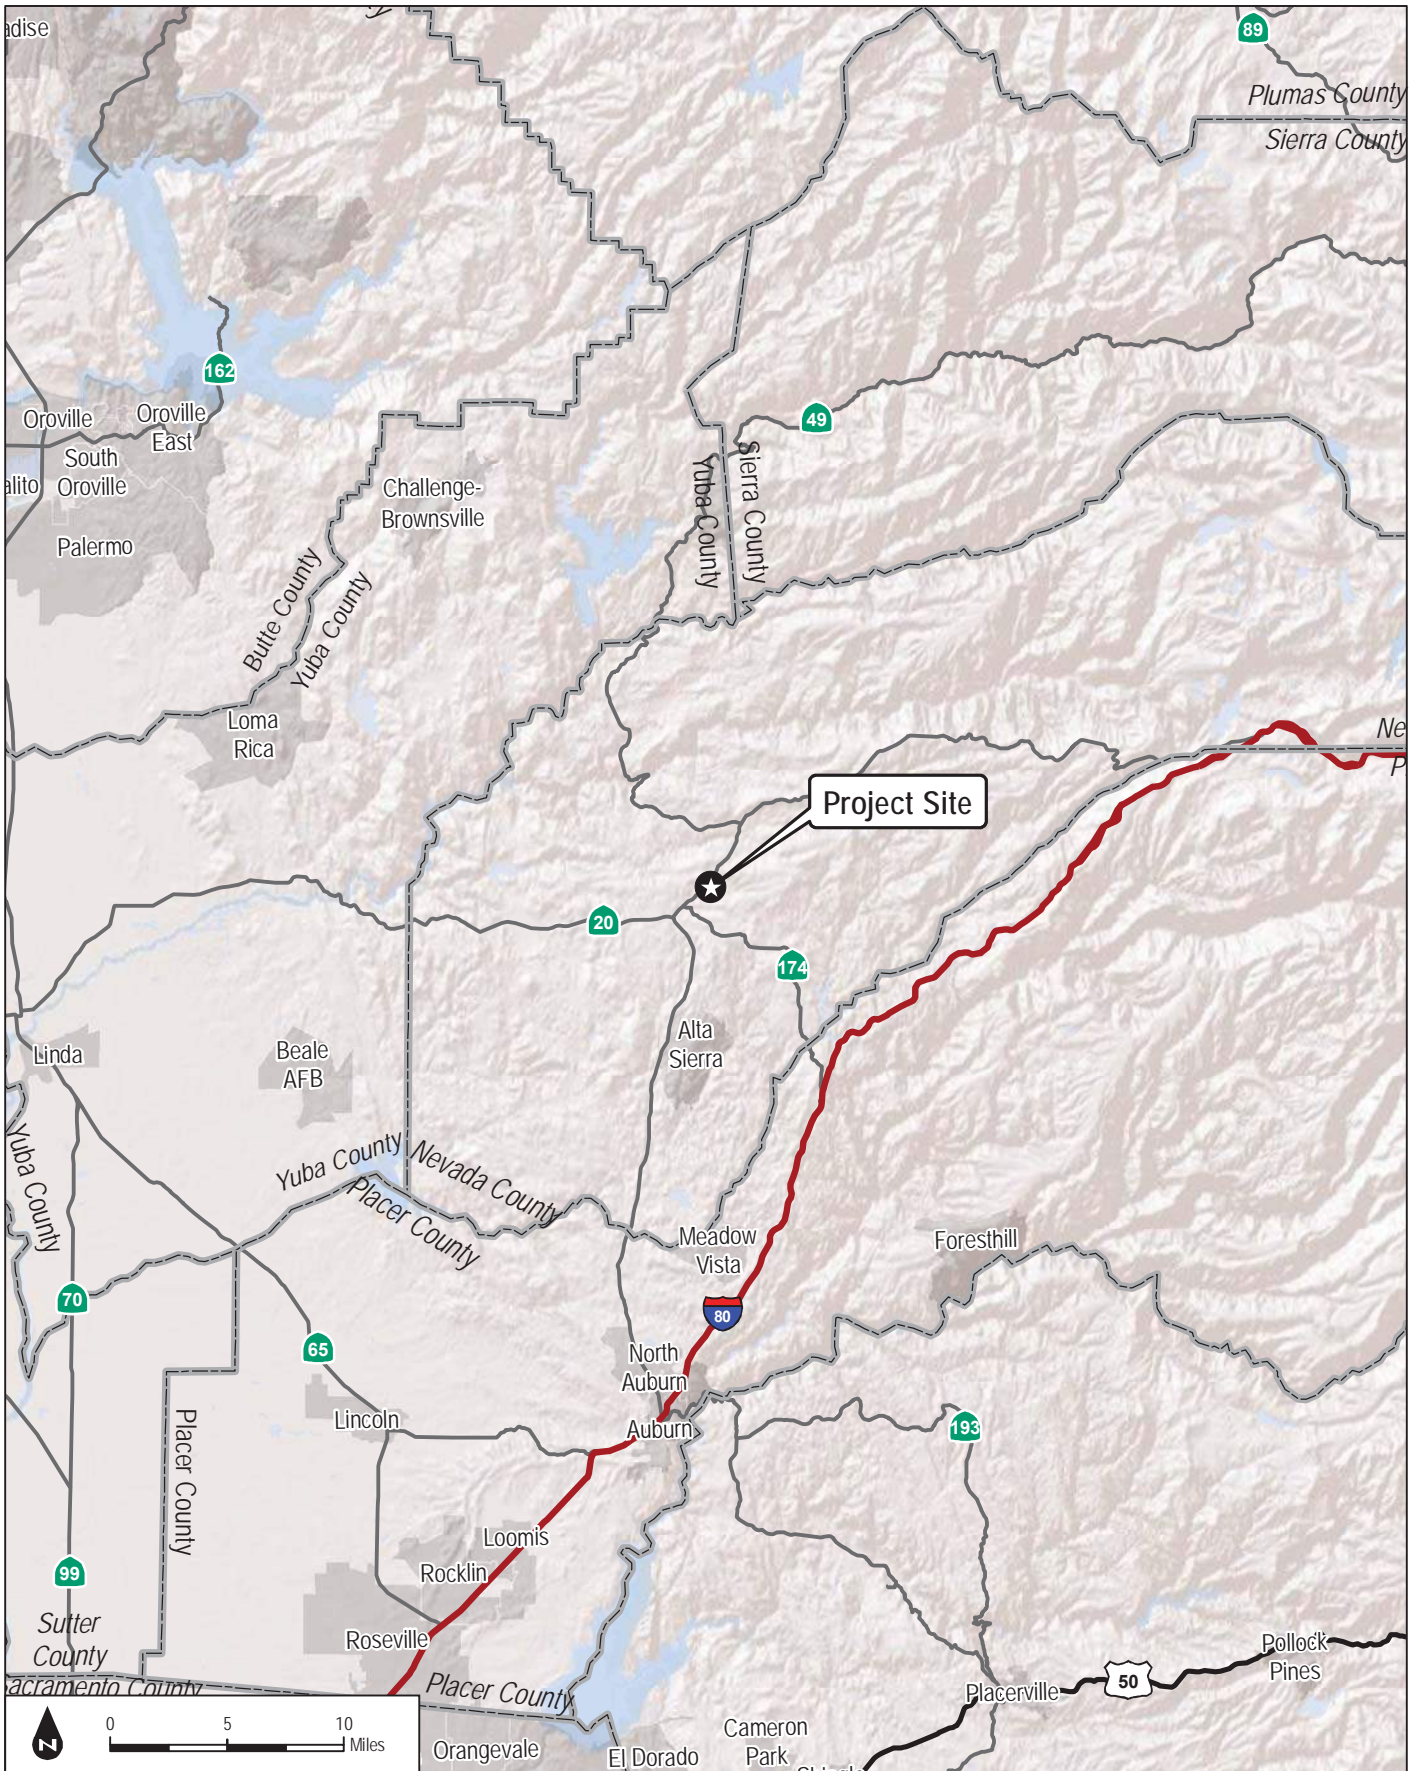 adise
89
Plumas County
Sierra County
162
Oroville
Oroville
East
49
South
Oroville
alito
Challenge-
Brownsville
Yuba County
Sierra County
Palermo
Butte County
Yuba County
Loma
Rica
Ne
P
Project Site
20
174
Linda
Beale
AFB
Alta
Sierra
Yuba County
Yuba County
Nevada County
Placer County
Meadow
Vista
Foresthill
70
80
65
North
Auburn
Lincoln
Auburn
193
Placer County
Loomis
Rocklin
99
Sutter
County
Roseville
Pollock
Pines
50
acramento County
Placer County
Placerville
N
0 5 10
Miles
Orangevale
El Dorado
Cameron
Park